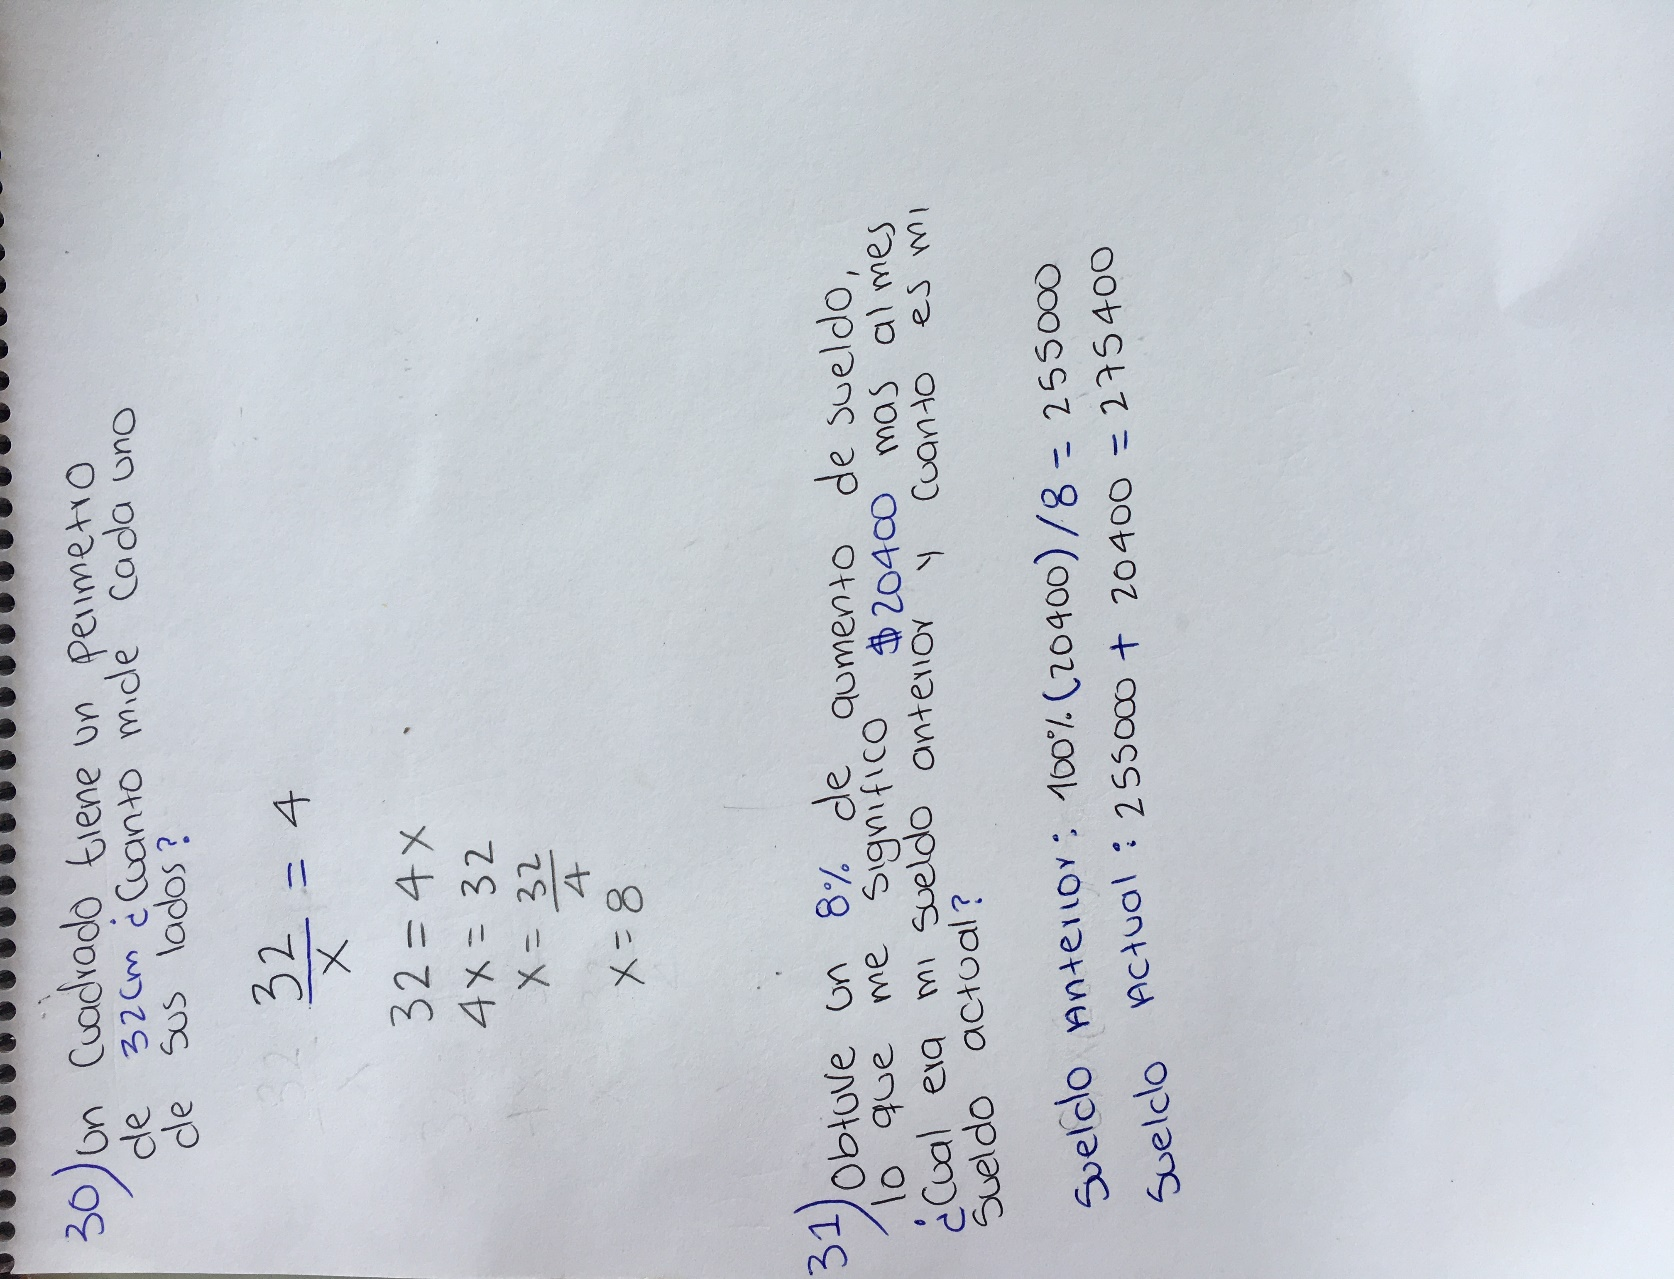 30) Un cuadrado tiene un perimetro
de 32cm ¿Cuanto mide cada uno
de sus lados?
32/x = 4
32 = 4x
4x = 32
x = 32/4
x = 8
31) Obtuve un 8% de aumento de sueldo,
lo que me significo $20400 mas al mes
¿Cual era mi sueldo anterior y cuanto es mi
sueldo actual?
Sueldo Anterior: 100%(20400)/8 = 255000
Sueldo Actual: 255000 + 20400 = 275400